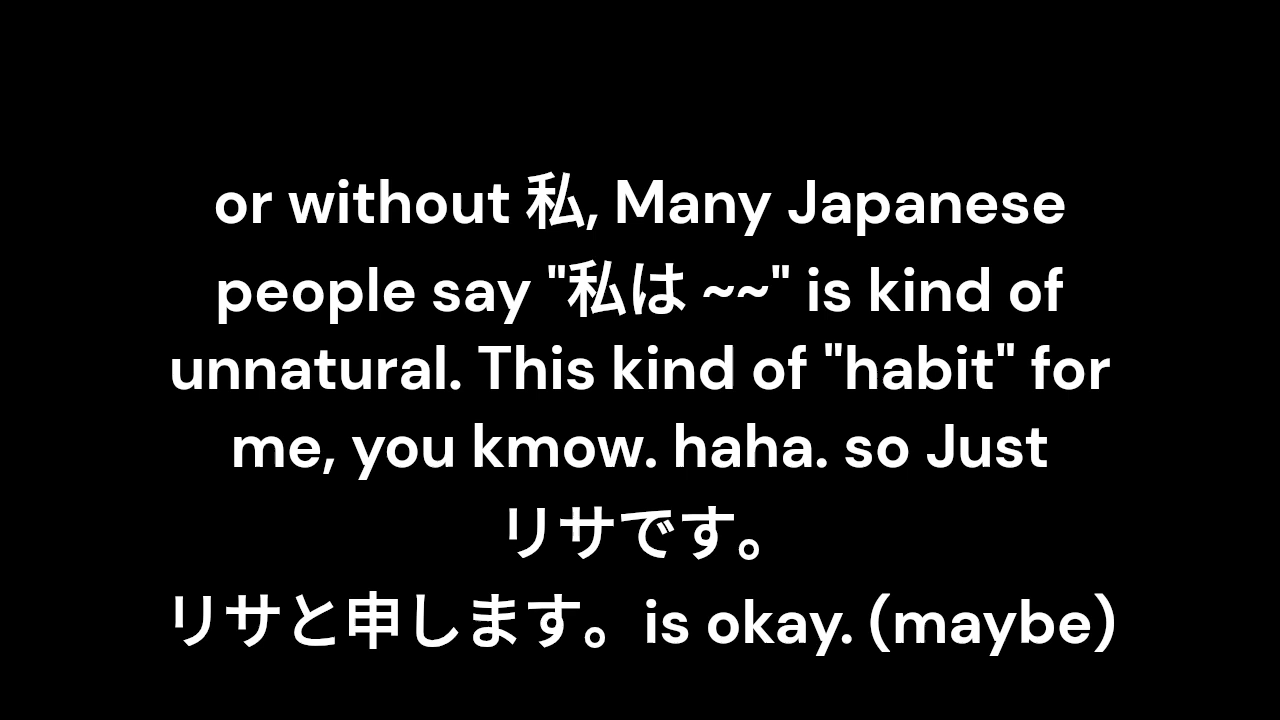 or without 私, Many Japanese
people say "私は ~~" is kind of
unnatural. This kind of "habit" for
me, you kmow. haha. so Just
リサです。
リサと申します。is okay. (maybe)